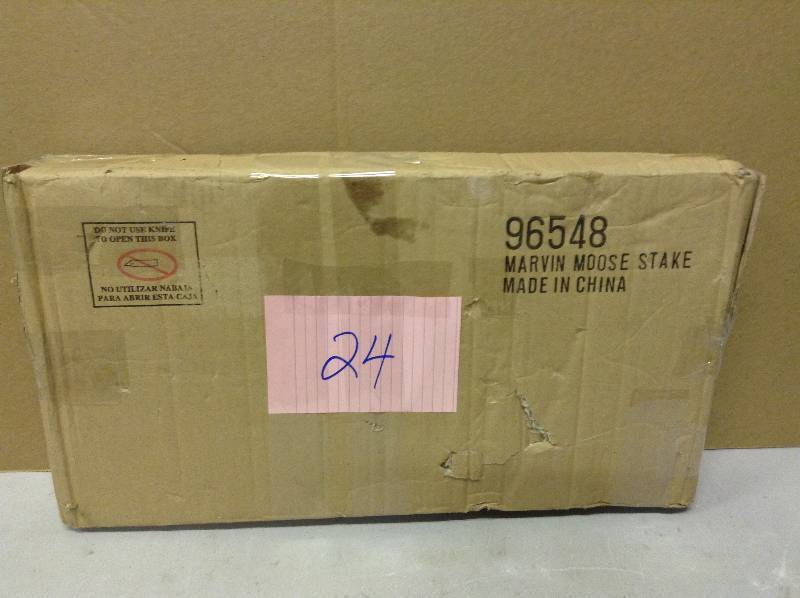 DO NOT USE KNIFE
TO OPEN THIS BOX
NO UTILIZAR NABAJA
PARA ABRIR ESTA CAJA
96548
MARVIN MOOSE STAKE
MADE IN CHINA
24